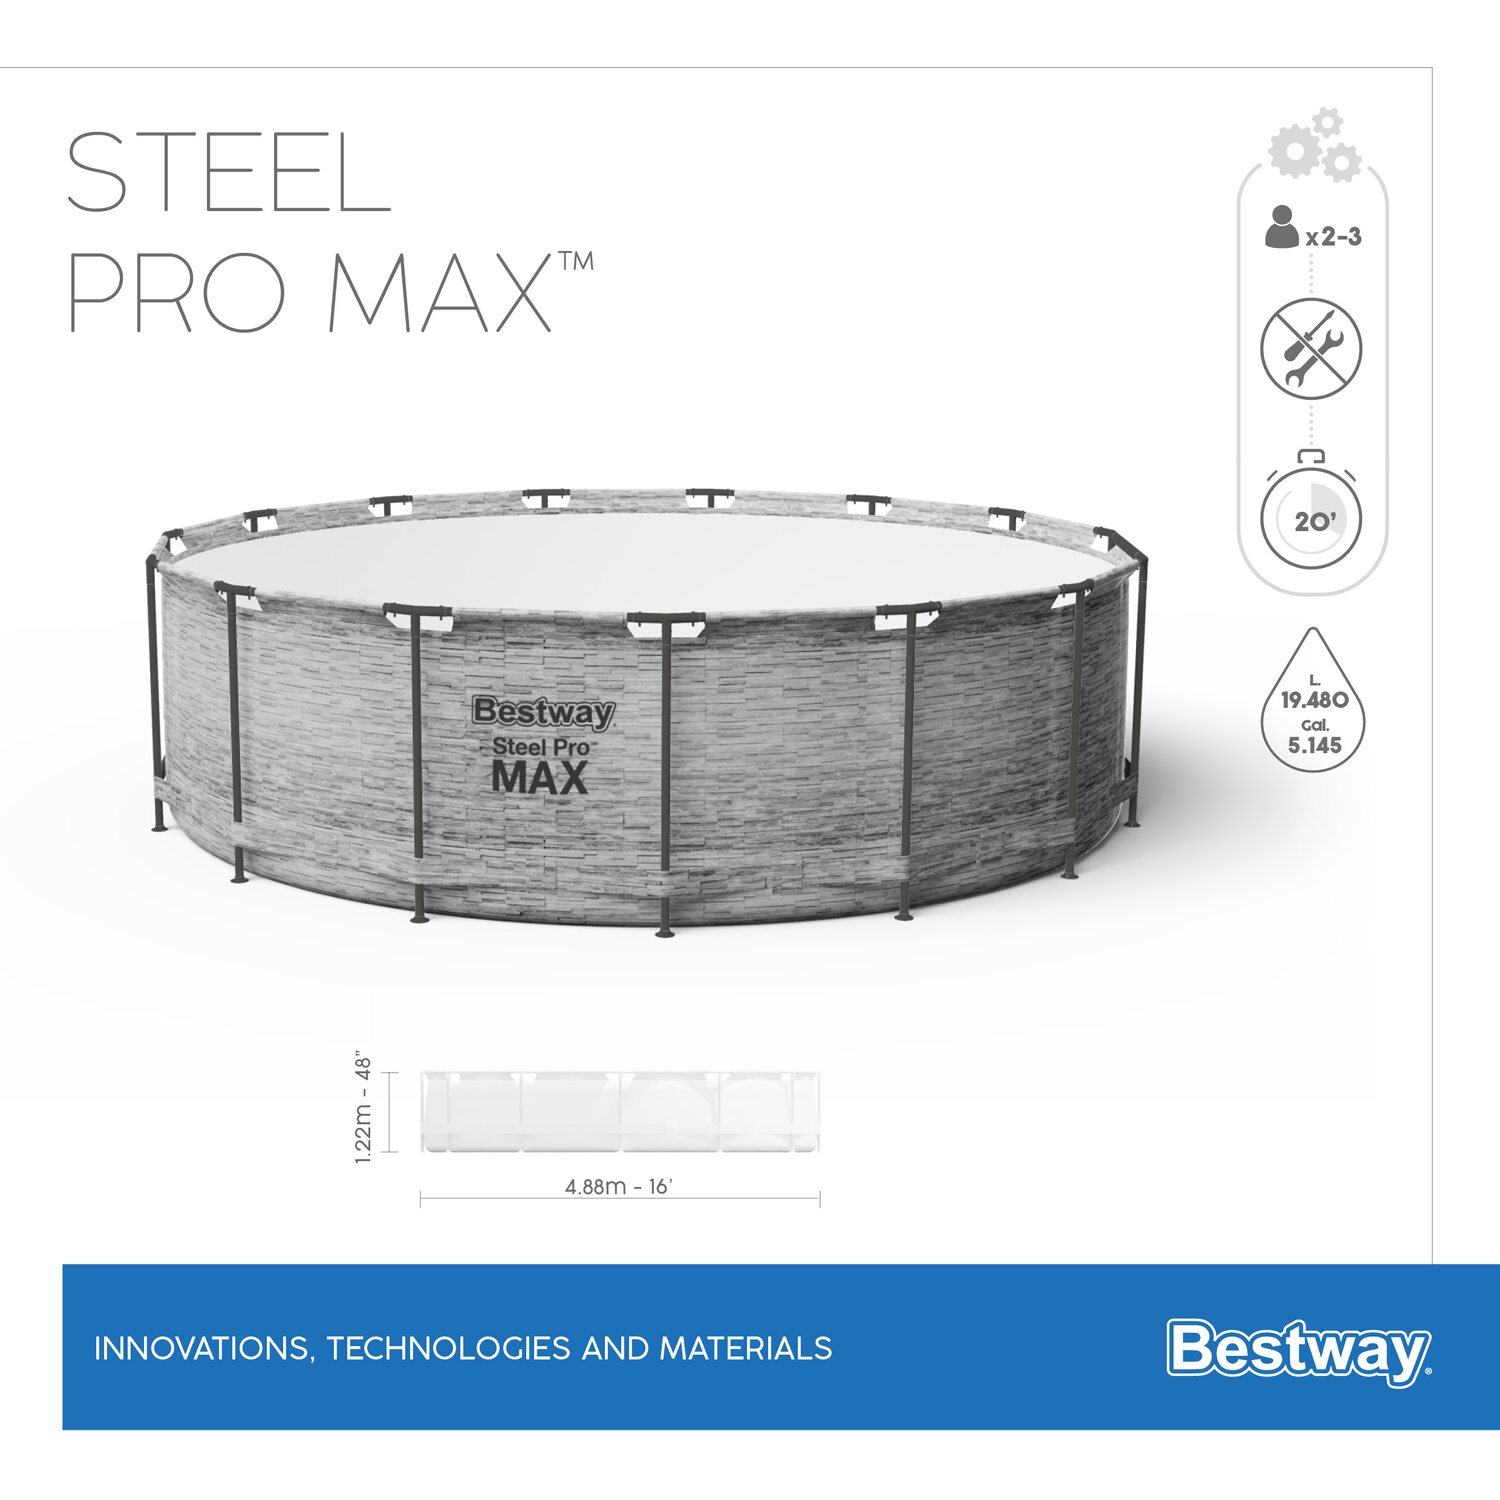 STEEL
PRO MAX™
x2-3
20'
L.
19.480
Gal.
5.145
Bestway®
Steel Pro™
MAX
1.22m - 48"
4.88m - 16'
INNOVATIONS, TECHNOLOGIES AND MATERIALS
Bestway®